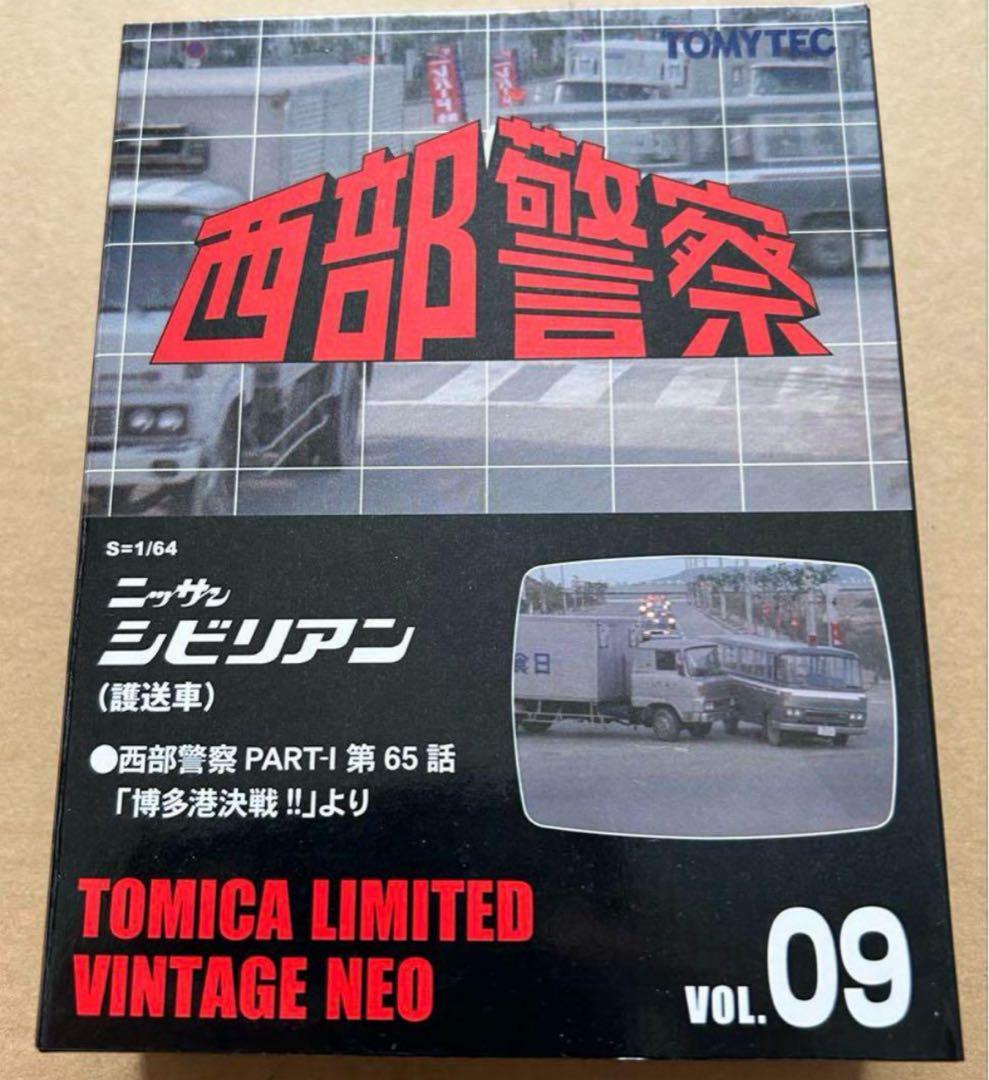 TOMYTEC
西部警察
S=1/64
ニッサン
シビリアン
(護送車)
●西部警察 PART-I 第65話
「博多港決戦!!」より
TOMICA LIMITED
VINTAGE NEO
VOL.09